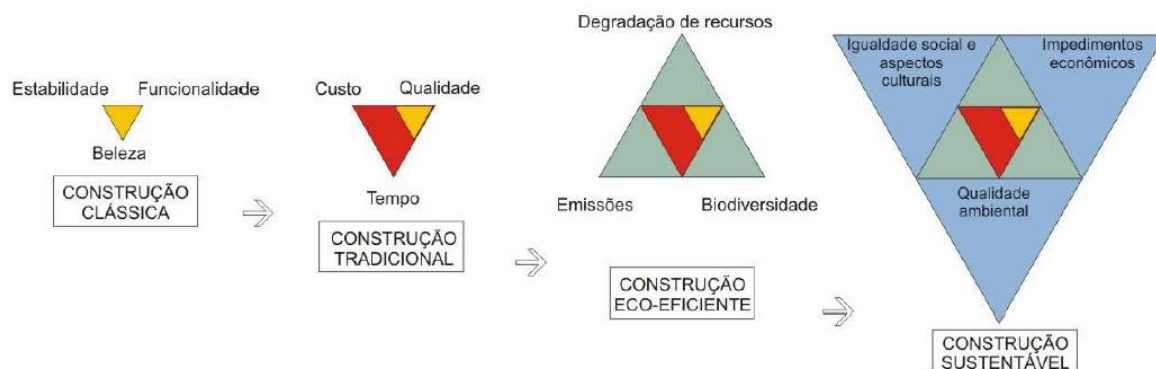 Estabilidade
Funcionalidade
Beleza
CONSTRUÇÃO
CLÁSSICA
Custo
Qualidade
Tempo
CONSTRUÇÃO
TRADICIONAL
Degradação de recursos
Emissões
Biodiversidade
CONSTRUÇÃO
ECO-EFICIENTE
Igualdade social e
aspectos
culturais
Impedimentos
econômicos
Qualidade
ambiental
CONSTRUÇÃO
SUSTENTÁVEL